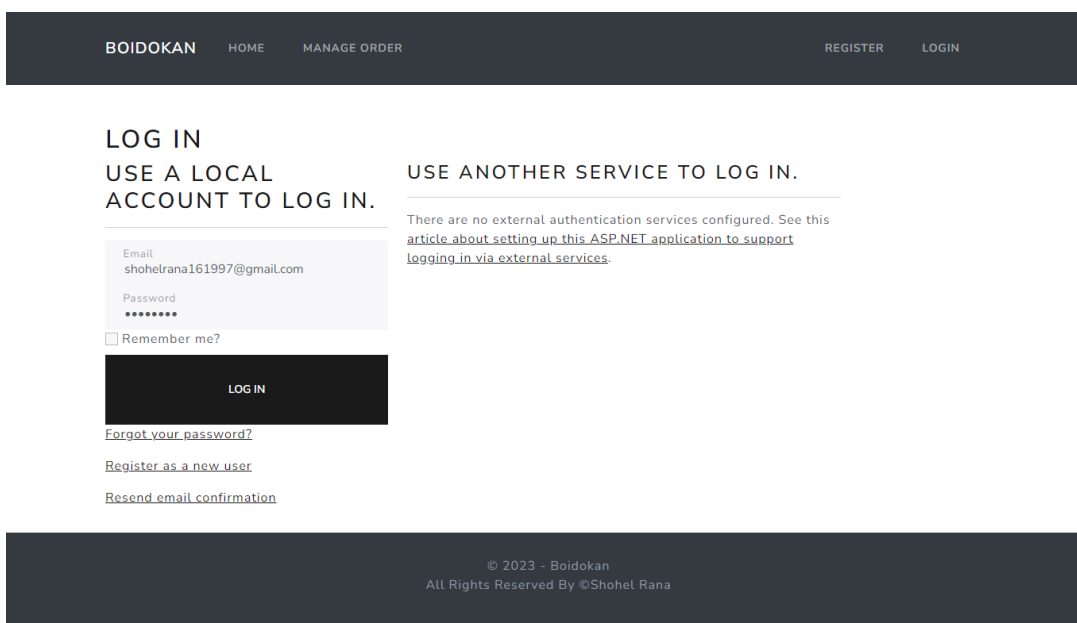 BOIDOKAN HOME MANAGE ORDER REGISTER LOGIN
LOG IN
USE A LOCAL
ACCOUNT TO LOG IN.
Email
shohelrana161997@gmail.com
Password
••••••••
Remember me?
LOG IN
Forgot your password?
Register as a new user
Resend email confirmation
USE ANOTHER SERVICE TO LOG IN.
There are no external authentication services configured. See this
article about setting up this ASP.NET application to support
logging in via external services.
© 2023 - Boidokan
All Rights Reserved By ©Shohel Rana